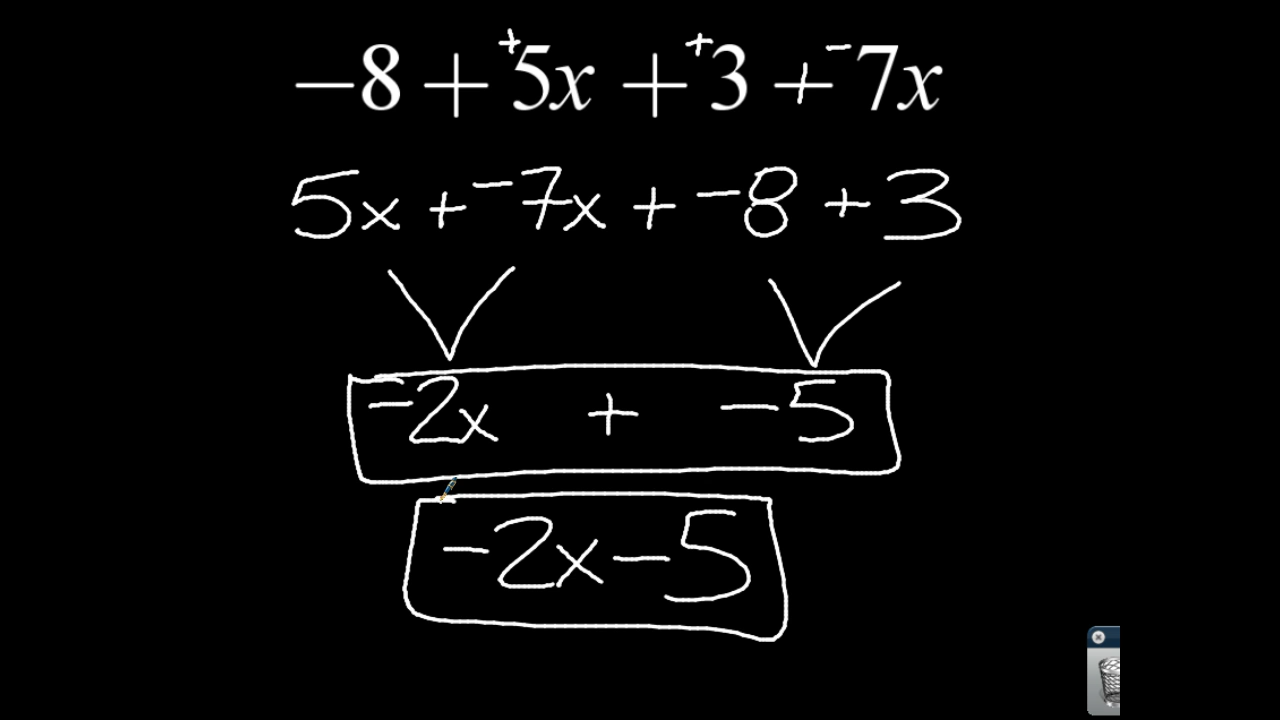 −8 + ⁺5x + ⁺3 + ⁻7x
5x + ⁻7x + ⁻8 + 3
⁻2x + ⁻5
⁻2x − 5